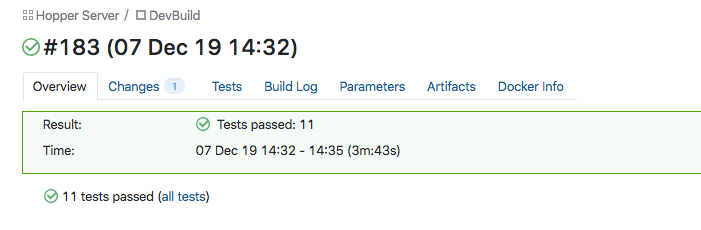 Hopper Server / DevBuild
#183 (07 Dec 19 14:32)
Overview Changes 1 Tests Build Log Parameters Artifacts Docker Info
Result: Tests passed: 11
Time: 07 Dec 19 14:32 - 14:35 (3m:43s)
11 tests passed (all tests)